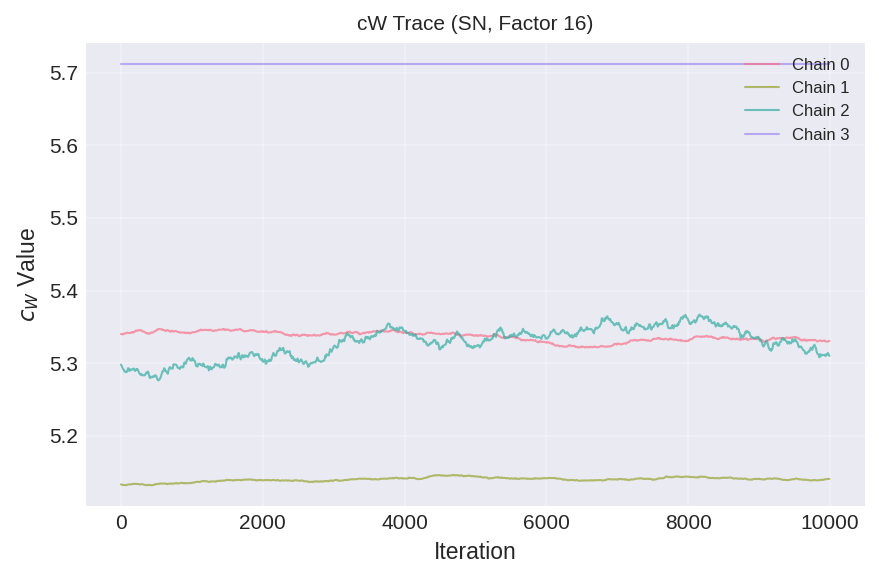 cW Trace (SN, Factor 16)
Chain 0
Chain 1
Chain 2
Chain 3
5.7
5.6
5.5
5.4
5.3
5.2
c_W Value
0 2000 4000 6000 8000 10000
Iteration